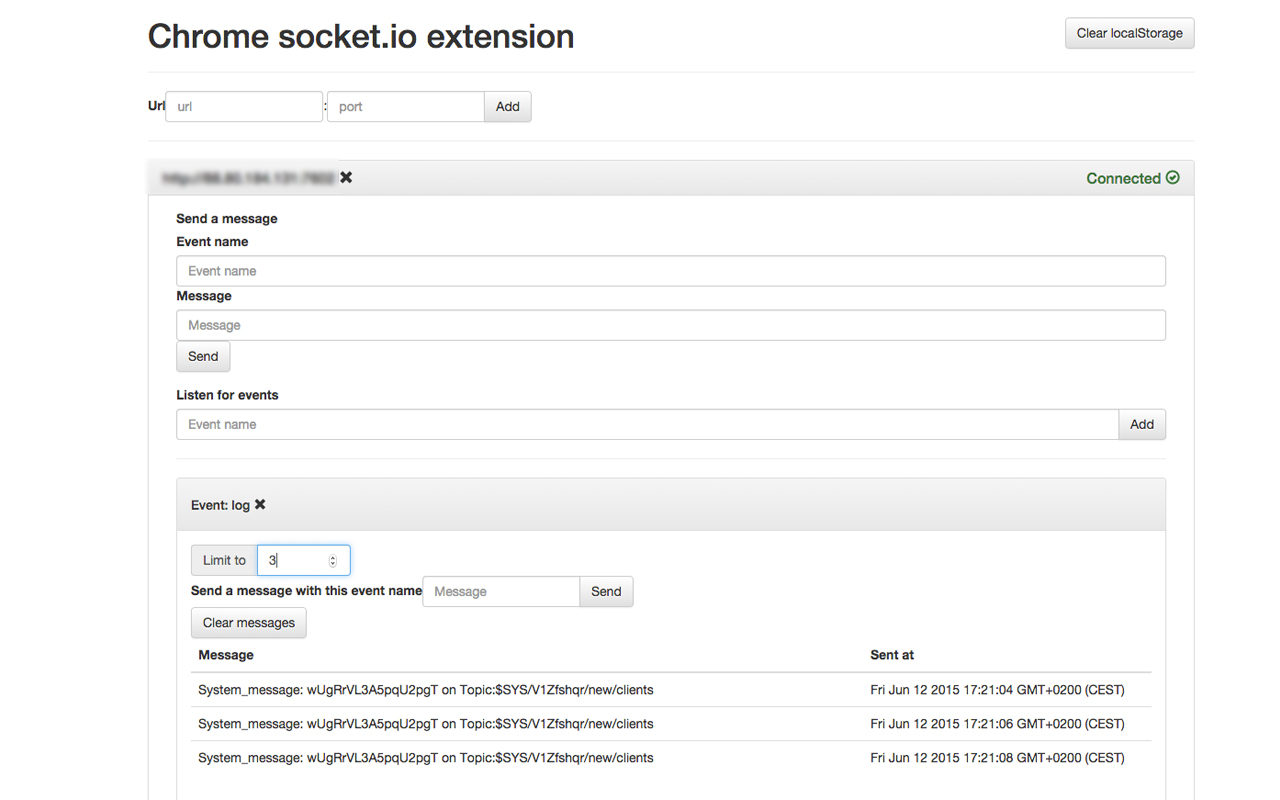 Chrome socket.io extension
Clear localStorage
Url url : port Add
Connected
Send a message
Event name
Event name
Message
Message
Send
Listen for events
Event name Add
Event: log
Limit to 3
Send a message with this event name Message Send
Clear messages
Message Sent at
System_message: wUgRrVL3A5pqU2pgT on Topic:$SYS/V1Zfshqr/new/clients Fri Jun 12 2015 17:21:04 GMT+0200 (CEST)
System_message: wUgRrVL3A5pqU2pgT on Topic:$SYS/V1Zfshqr/new/clients Fri Jun 12 2015 17:21:06 GMT+0200 (CEST)
System_message: wUgRrVL3A5pqU2pgT on Topic:$SYS/V1Zfshqr/new/clients Fri Jun 12 2015 17:21:08 GMT+0200 (CEST)